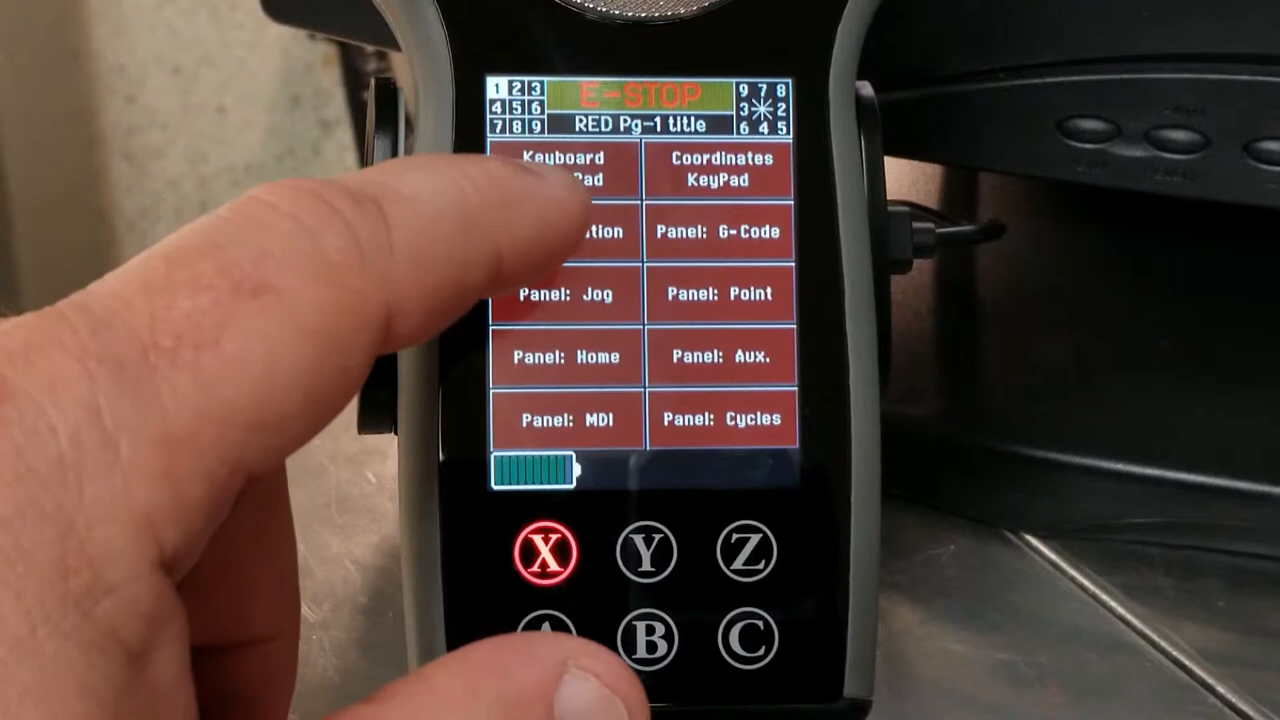 1 2 3
4 5 6
7 8 9
E-STOP
RED Pg-1 title
9 7 8
3 2
6 4 5
Keyboard
Coordinates
KeyPad
Panel: G-Code
Panel: Jog
Panel: Point
Panel: Home
Panel: Aux.
Panel: MDI
Panel: Cycles
X Y Z
A B C